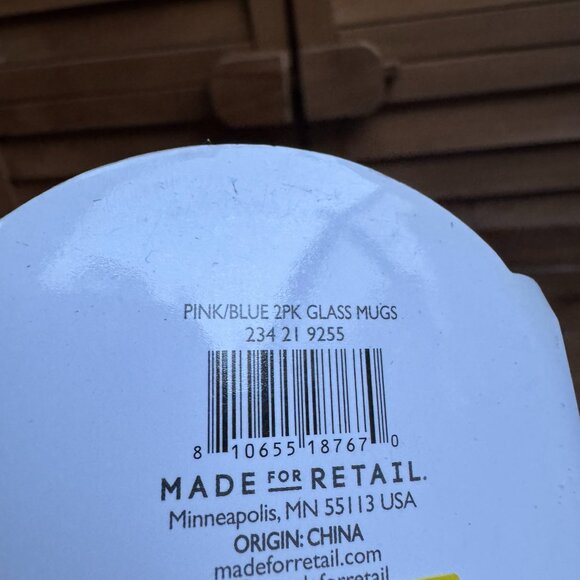 PINK/BLUE 2PK GLASS MUGS
234 21 9255
8 10655 18767 0
MADE FOR RETAIL.
Minneapolis, MN 55113 USA
ORIGIN: CHINA
madeforretail.com
madeforretail